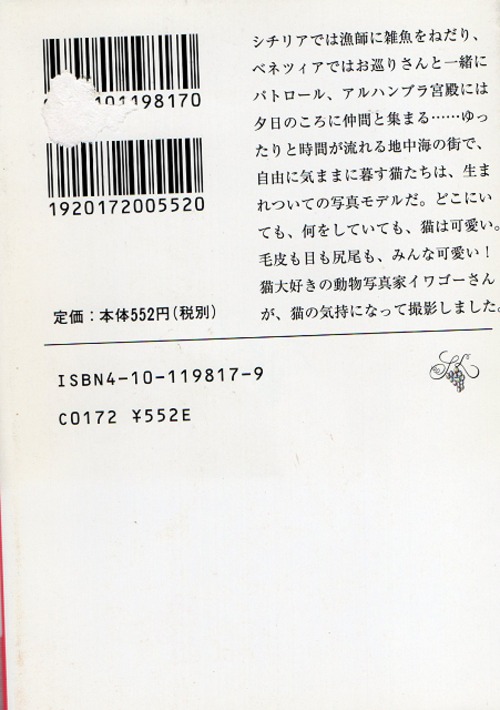 101198170
1920172005520
定価：本体552円（税別）
シチリアでは漁師に雑魚をねだり、
ベネツィアではお巡りさんと一緒に
パトロール、アルハンブラ宮殿には
夕日のころに仲間と集まる……ゆっ
たりと時間が流れる地中海の街で、
自由に気ままに暮す猫たちは、生ま
れついての写真モデルだ。どこにい
ても、何をしていても、猫は可愛い。
毛皮も目も尻尾も、みんな可愛い！
猫大好きの動物写真家イワゴーさん
が、猫の気持になって撮影しました。
ISBN4-10-119817-9
C0172 ¥552E